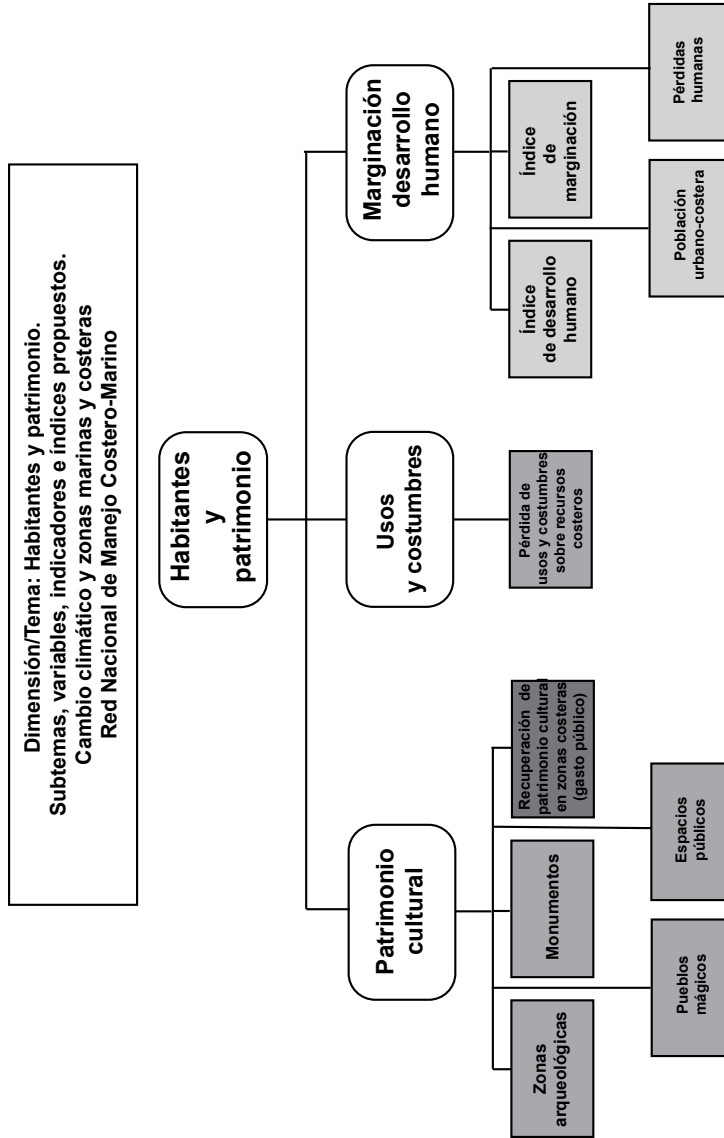 Dimensión/Tema: Habitantes y patrimonio.
Subtemas, variables, indicadores e índices propuestos.
Cambio climático y zonas marinas y costeras
Red Nacional de Manejo Costero-Marino
Habitantes
y
patrimonio
Patrimonio
cultural
Usos
y costumbres
Marginación
desarrollo
humano
Zonas
arqueológicas
Monumentos
Recuperación de
patrimonio cultural
en zonas costeras
(gasto público)
Pueblos
mágicos
Espacios
públicos
Pérdida de
usos y costumbres
sobre recursos
costeros
Índice
de desarrollo
humano
Índice
de
marginación
Población
urbano-costera
Pérdidas
humanas